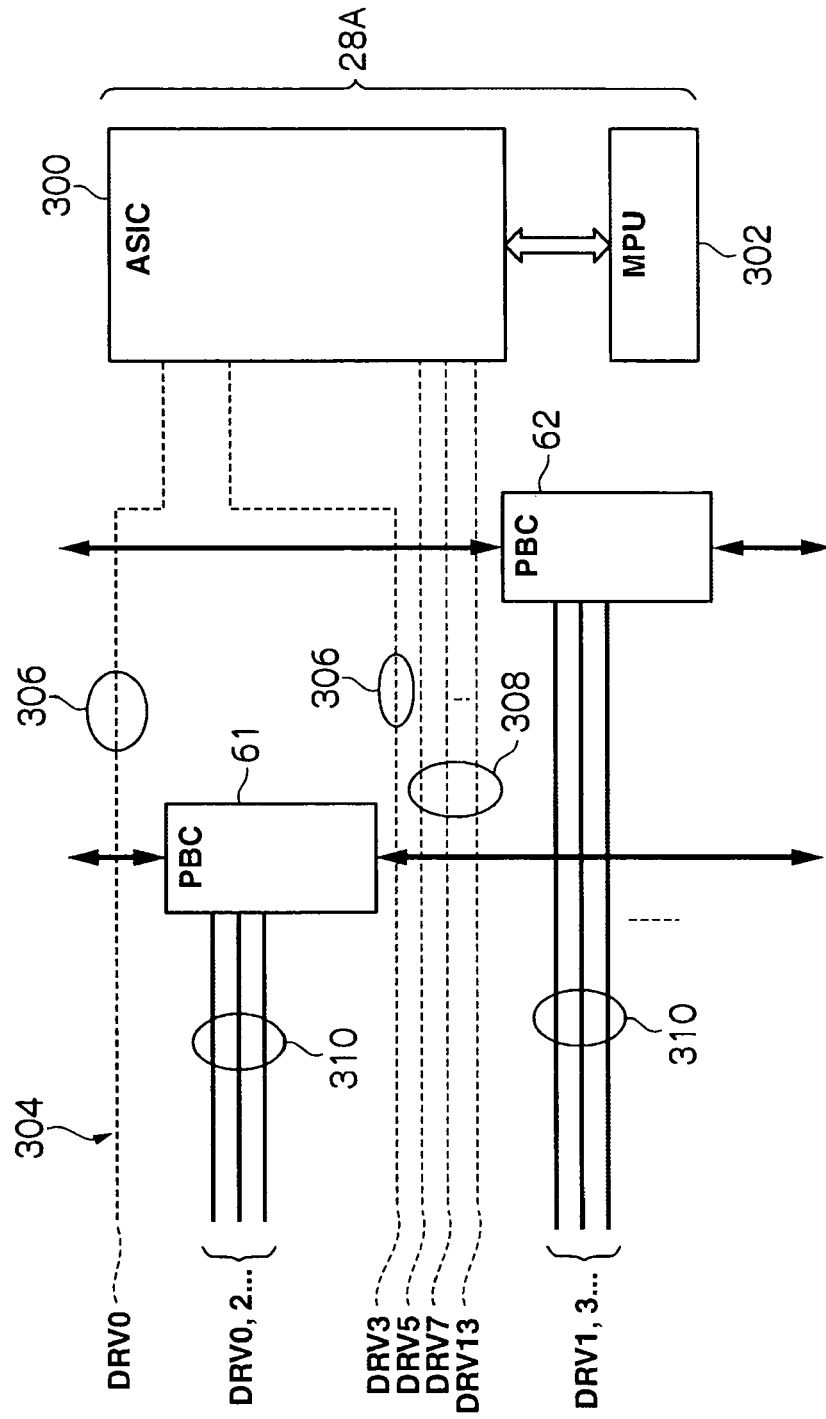 28A
300
ASIC
MPU
302
62
PBC
306
306
308
61
PBC
310
310
304
DRV0
DRV0, 2...
DRV3
DRV5
DRV7
DRV13
DRV1, 3...